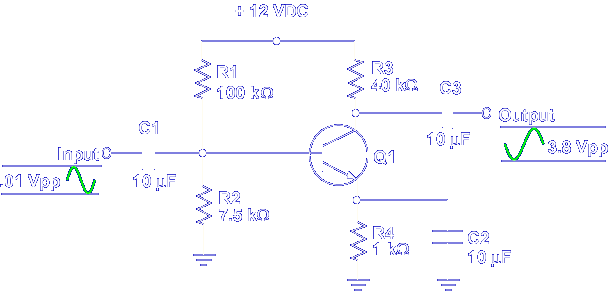 + 12 VDC
R1
100 kΩ
R3
40 kΩ
C3
10 µF
Output
3.8 Vpp
C1
10 µF
Input
.01 Vpp
Q1
R2
7.5 kΩ
R4
1 kΩ
C2
10 µF